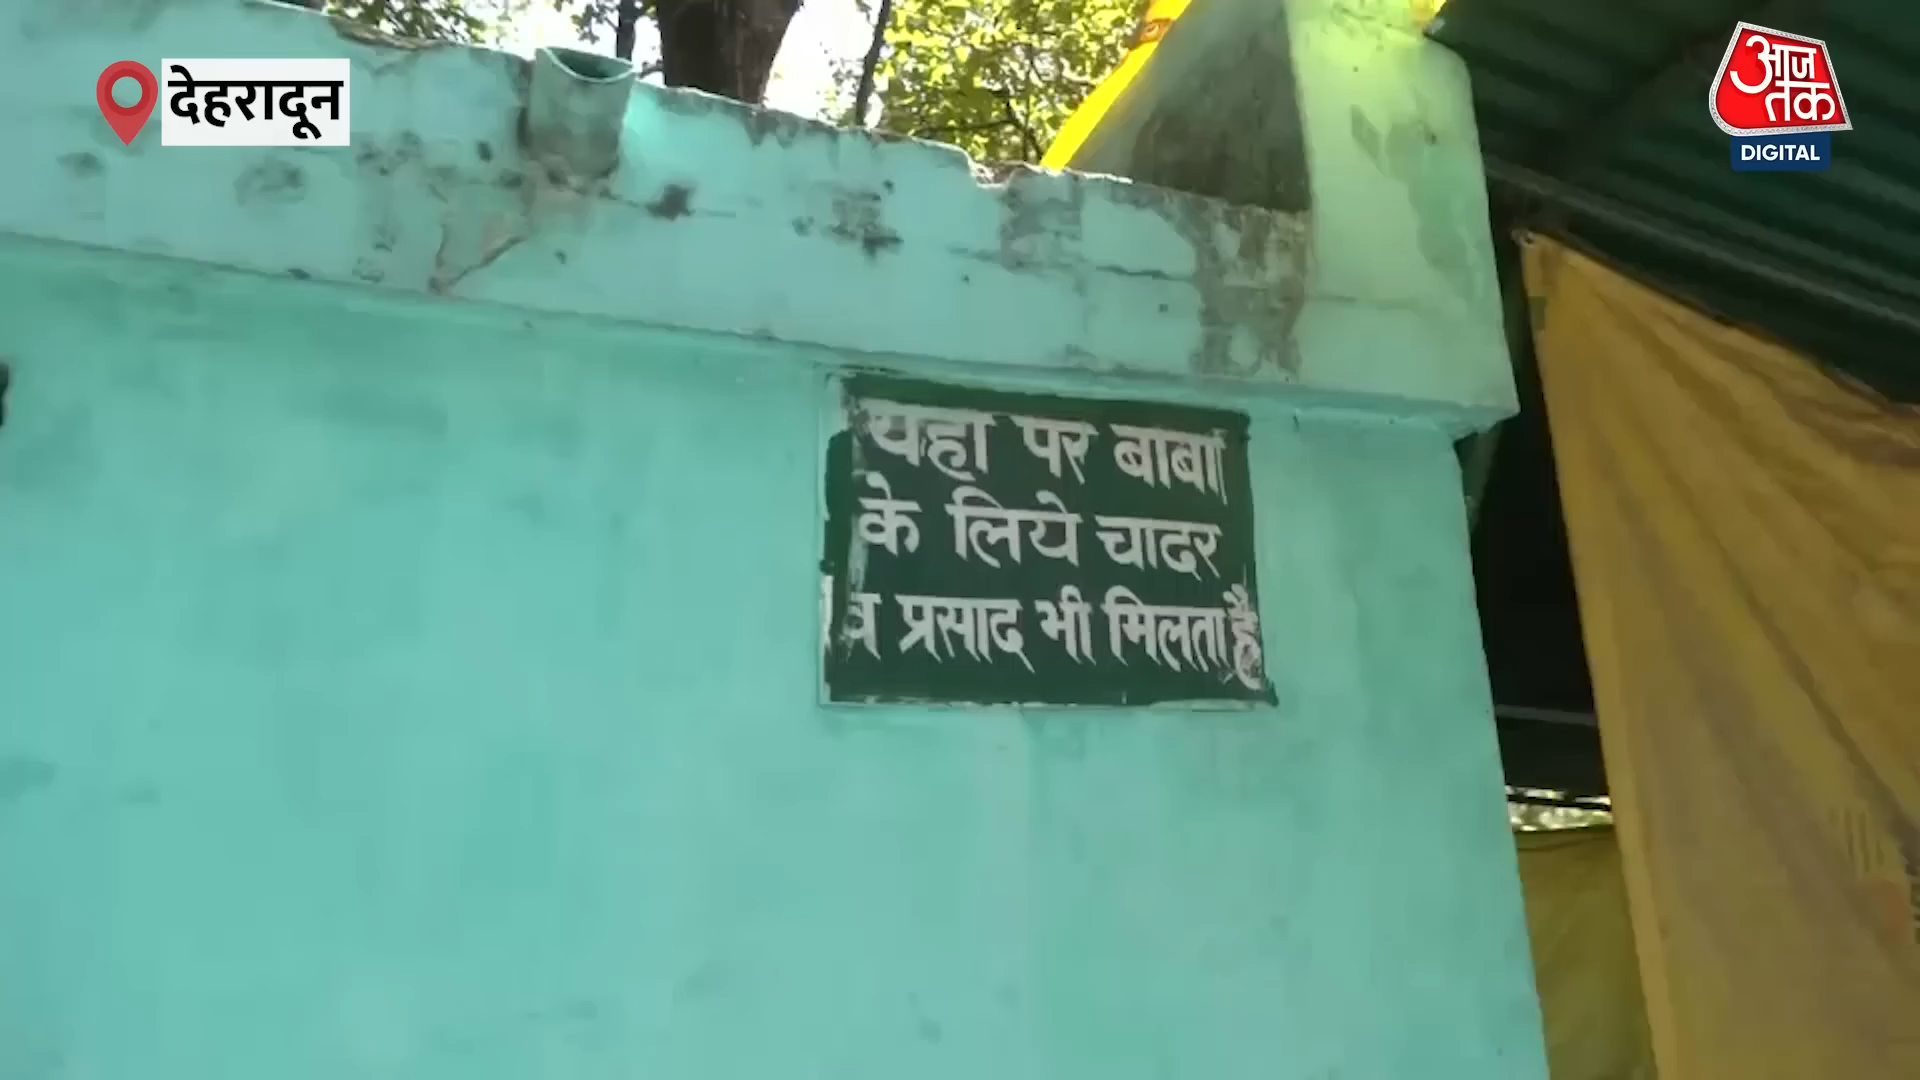 देहरादून
आज
तक
DIGITAL
यहा पर बाबा
के लिये चादर
व प्रसाद भी मिलता है